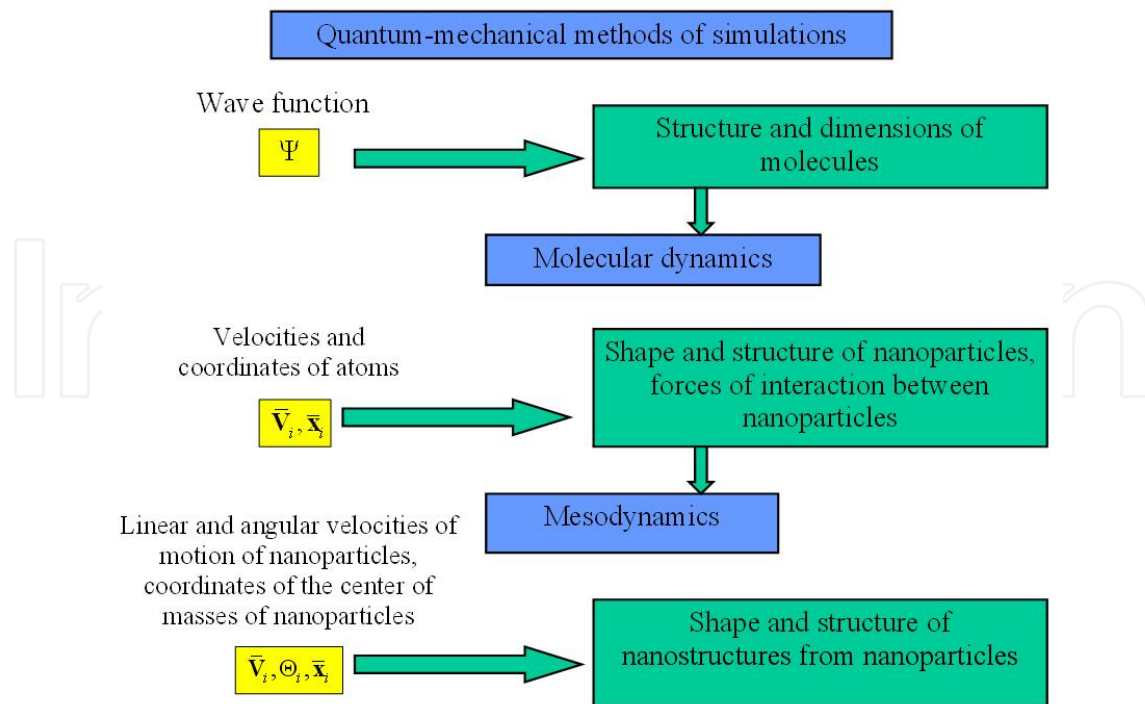 Quantum-mechanical methods of simulations
Wave function
Ψ
Structure and dimensions of
molecules
Molecular dynamics
Velocities and
coordinates of atoms
V̄ᵢ, x̄ᵢ
Shape and structure of nanoparticles,
forces of interaction between
nanoparticles
Mesodynamics
Linear and angular velocities of
motion of nanoparticles,
coordinates of the center of
masses of nanoparticles
V̄ᵢ, Θᵢ, x̄ᵢ
Shape and structure of
nanostructures from nanoparticles